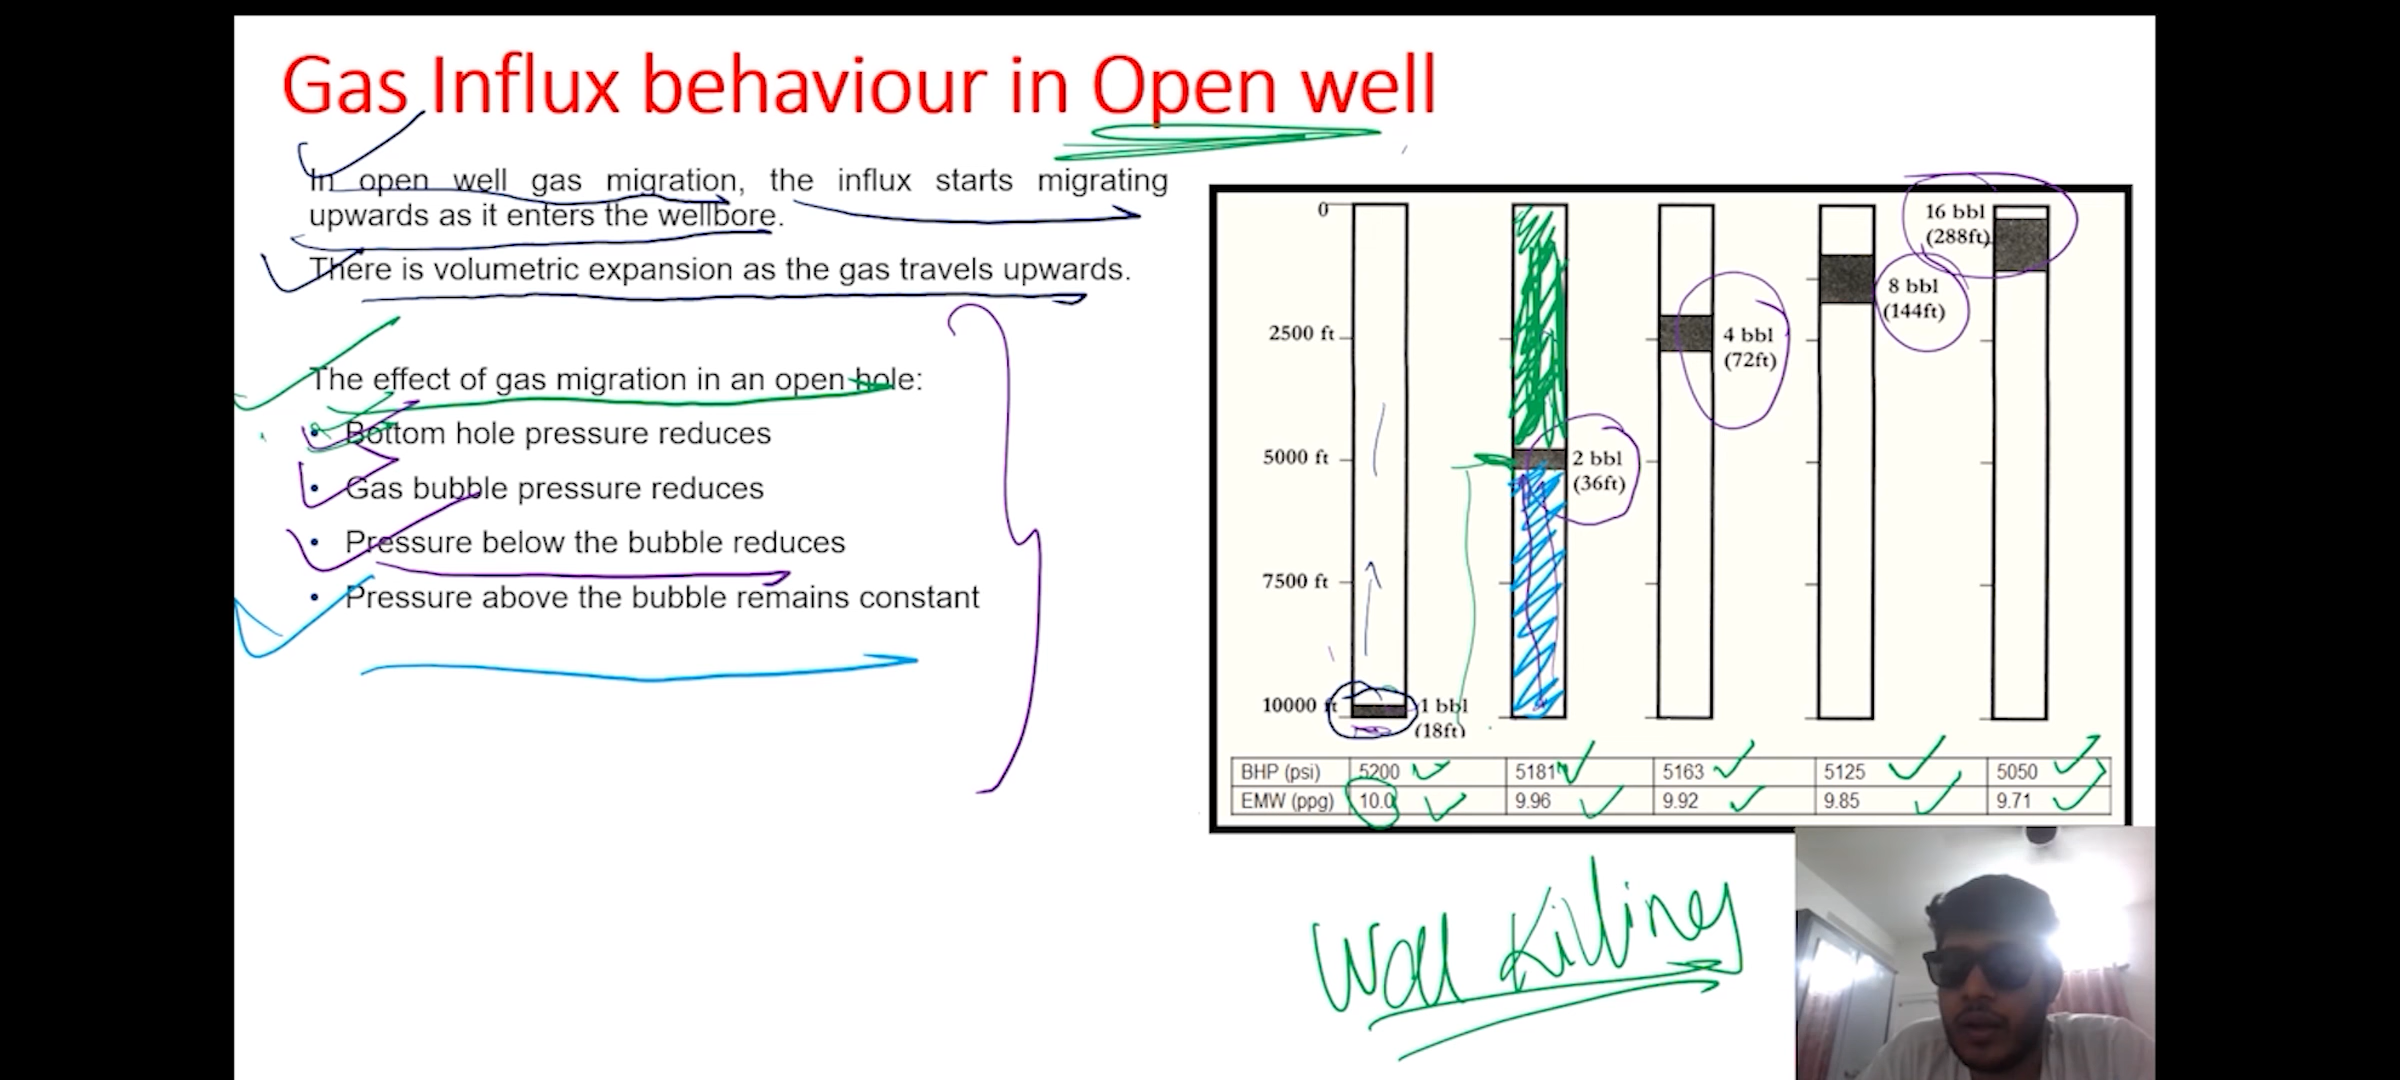 Gas Influx behaviour in Open well
In open well gas migration, the influx starts migrating
upwards as it enters the wellbore.
There is volumetric expansion as the gas travels upwards.
The effect of gas migration in an open hole:
• Bottom hole pressure reduces
• Gas bubble pressure reduces
• Pressure below the bubble reduces
• Pressure above the bubble remains constant
0
2500 ft
5000 ft
7500 ft
10000 ft
1 bbl
(18ft)
2 bbl
(36ft)
4 bbl
(72ft)
8 bbl
(144ft)
16 bbl
(288ft)
BHP (psi) 5200 5181 5163 5125 5050
EMW (ppg) 10.0 9.96 9.92 9.85 9.71
Well Killing